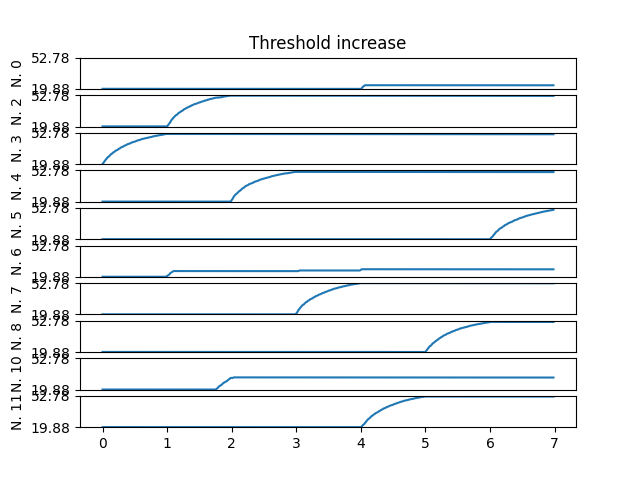 Threshold increase
52.78
N. 0
19.88
52.78
N. 2
19.88
52.78
N. 3
19.88
52.78
N. 4
19.88
52.78
N. 5
19.88
52.78
N. 6
19.88
52.78
N. 7
19.88
52.78
N. 8
19.88
52.78
N. 10
19.88
52.78
N. 11
19.88
0 1 2 3 4 5 6 7